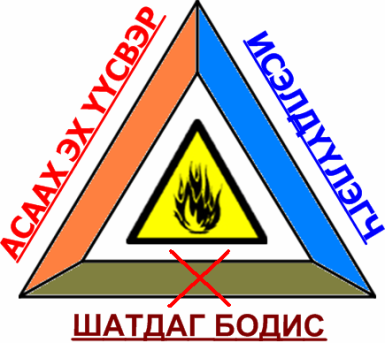 АСААХ ЭХ ҮҮСВЭР
ИСЭЛДҮҮЛЭГЧ
ШАТДАГ БОДИС